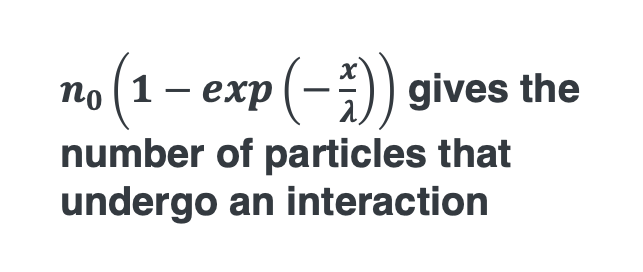 n₀(1 − exp(−x/λ)) gives the
number of particles that
undergo an interaction